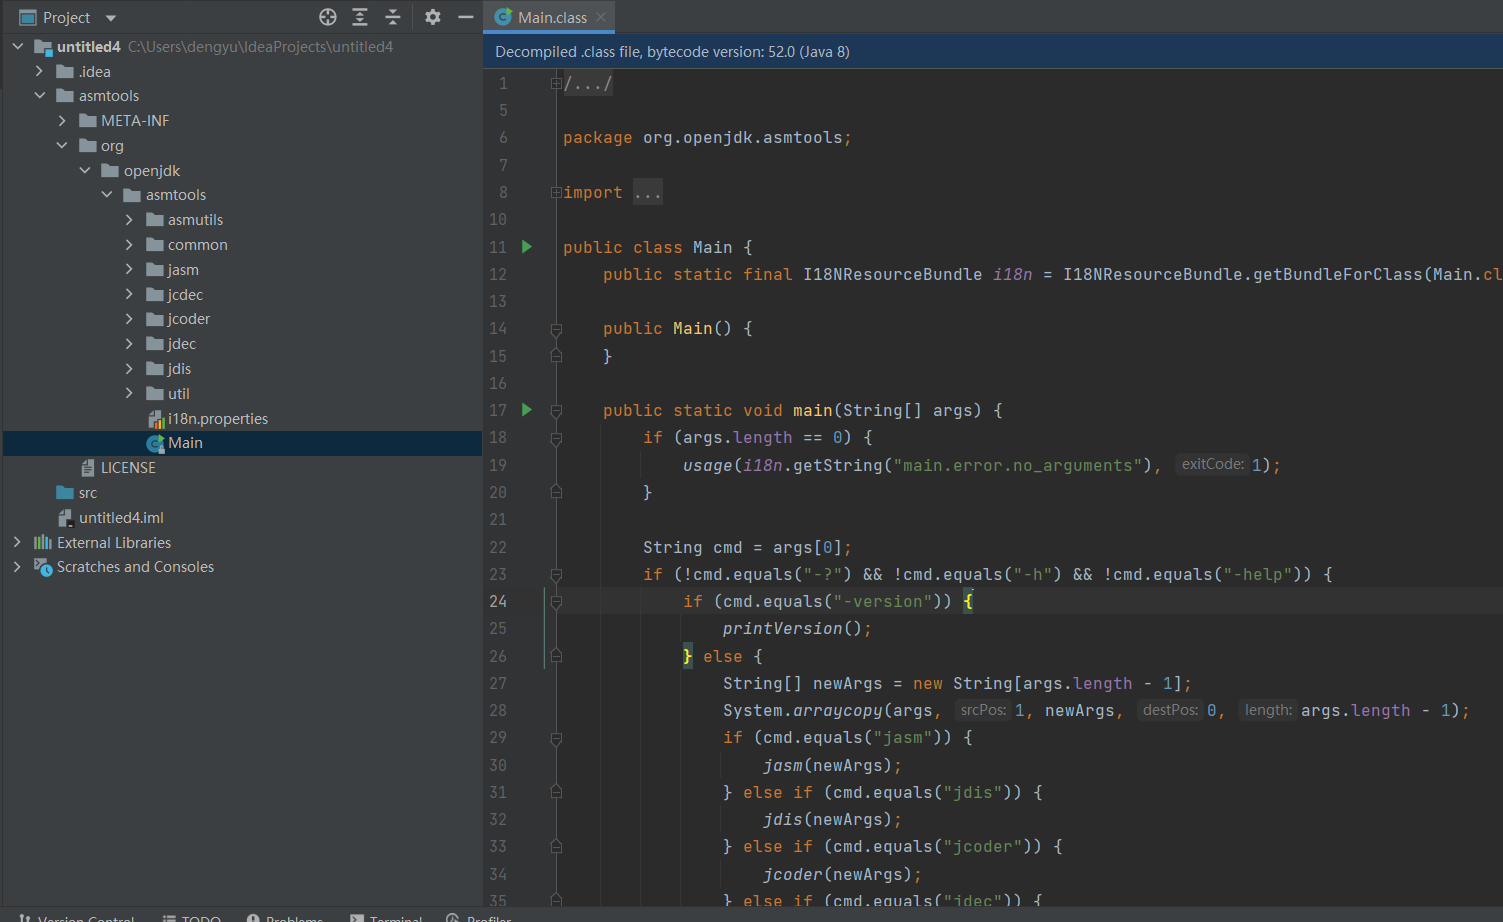 Project
Main.class
untitled4 C:\Users\dengyu\IdeaProjects\untitled4
.idea
asmtools
META-INF
org
openjdk
asmtools
asmutils
common
jasm
jcdec
jcoder
jdec
jdis
util
i18n.properties
Main
LICENSE
src
untitled4.iml
External Libraries
Scratches and Consoles
Decompiled .class file, bytecode version: 52.0 (Java 8)
1 /.../
5
6 package org.openjdk.asmtools;
7
8 import ...
10
11 public class Main {
12 public static final I18NResourceBundle i18n = I18NResourceBundle.getBundleForClass(Main.cl
13
14 public Main() {
15 }
16
17 public static void main(String[] args) {
18 if (args.length == 0) {
19 usage(i18n.getString("main.error.no_arguments"), exitCode: 1);
20 }
21
22 String cmd = args[0];
23 if (!cmd.equals("-?") && !cmd.equals("-h") && !cmd.equals("-help")) {
24 if (cmd.equals("-version")) {
25 printVersion();
26 } else {
27 String[] newArgs = new String[args.length - 1];
28 System.arraycopy(args, srcPos: 1, newArgs, destPos: 0, length: args.length - 1);
29 if (cmd.equals("jasm")) {
30 jasm(newArgs);
31 } else if (cmd.equals("jdis")) {
32 jdis(newArgs);
33 } else if (cmd.equals("jcoder")) {
34 jcoder(newArgs);
35 } else if (cmd.equals("jdec")) {
Version Control TODO Problems Terminal Profiler